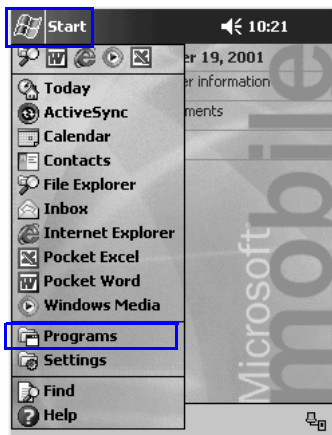 Start 10:21
er 19, 2001
er information
ments
Today
ActiveSync
Calendar
Contacts
File Explorer
Inbox
Internet Explorer
Pocket Excel
Pocket Word
Windows Media
Programs
Settings
Find
Help
Microsoft
mobile